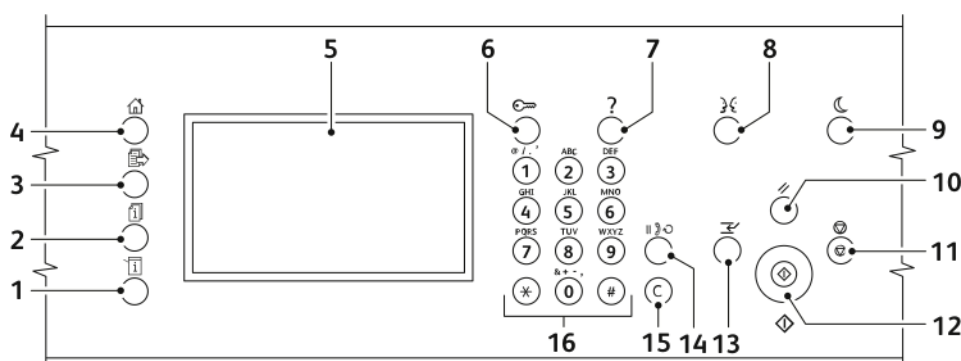 5 6 7 8
4 9
@ / . ' ABC DEF
1 2 3
3 10
GHI JKL MNO
4 5 6
2 11
PQRS TUV WXYZ
7 8 9
1
& + - ,
* 0 # C
12
16 15 14 13
?
i
i